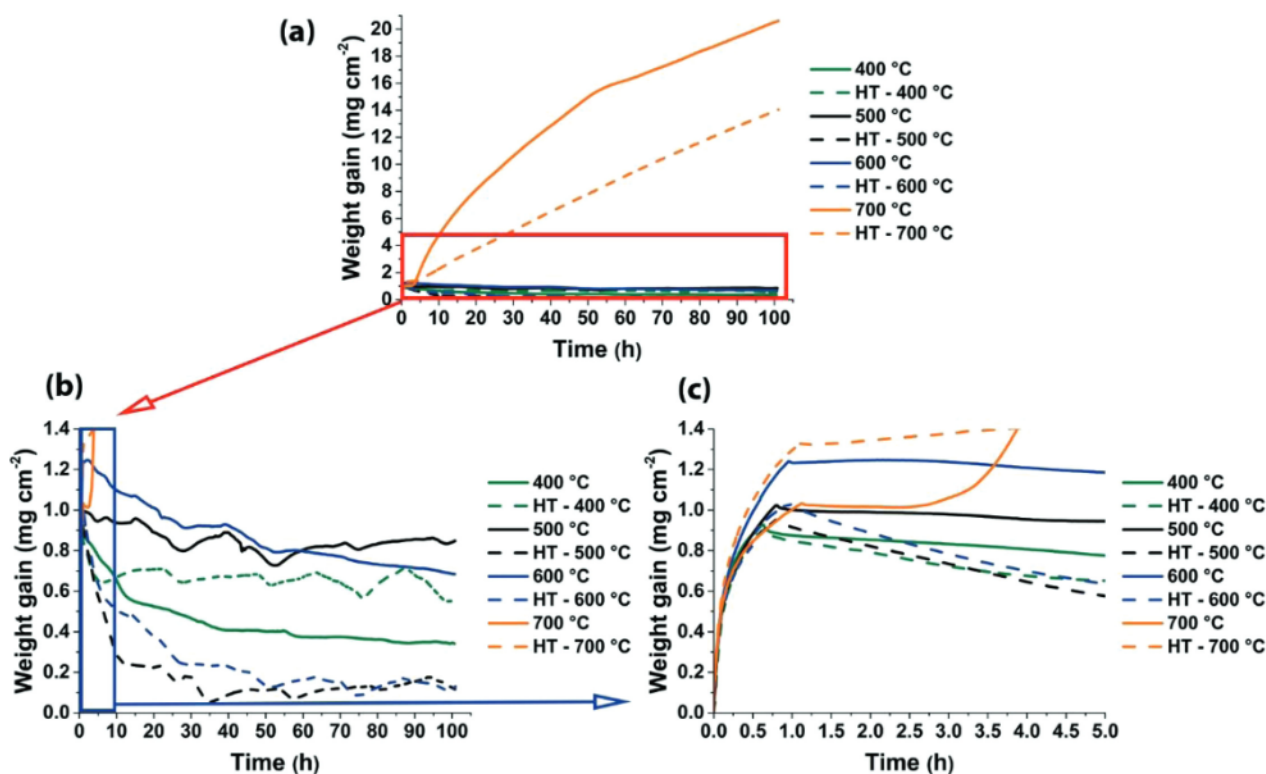 (a)
Weight gain (mg cm-2)
20
18
16
14
12
10
8
6
4
2
0
0 10 20 30 40 50 60 70 80 90 100
Time (h)
400 °C
HT - 400 °C
500 °C
HT - 500 °C
600 °C
HT - 600 °C
700 °C
HT - 700 °C
(b)
Weight gain (mg cm-2)
1.4
1.2
1.0
0.8
0.6
0.4
0.2
0.0
0 10 20 30 40 50 60 70 80 90 100
Time (h)
400 °C
HT - 400 °C
500 °C
HT - 500 °C
600 °C
HT - 600 °C
700 °C
HT - 700 °C
(c)
Weight gain (mg cm-2)
1.4
1.2
1.0
0.8
0.6
0.4
0.2
0.0
0.0 0.5 1.0 1.5 2.0 2.5 3.0 3.5 4.0 4.5 5.0
Time (h)
400 °C
HT - 400 °C
500 °C
HT - 500 °C
600 °C
HT - 600 °C
700 °C
HT - 700 °C